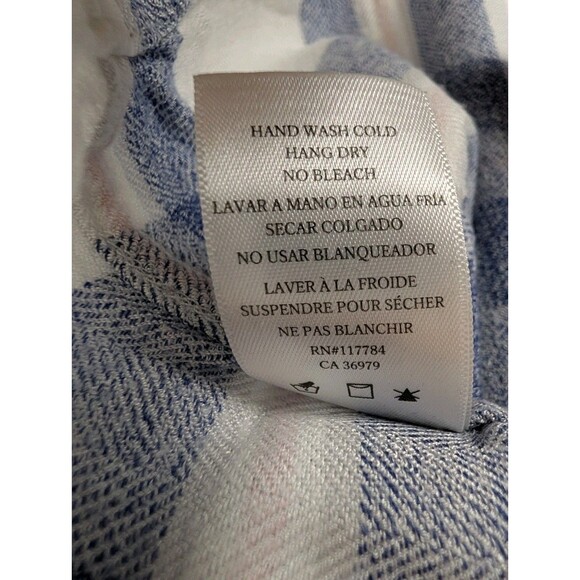 HAND WASH COLD
HANG DRY
NO BLEACH
LAVAR A MANO EN AGUA FRÍA
SECAR COLGADO
NO USAR BLANQUEADOR
LAVER À LA FROIDE
SUSPENDRE POUR SÉCHER
NE PAS BLANCHIR
RN#117784
CA 36979